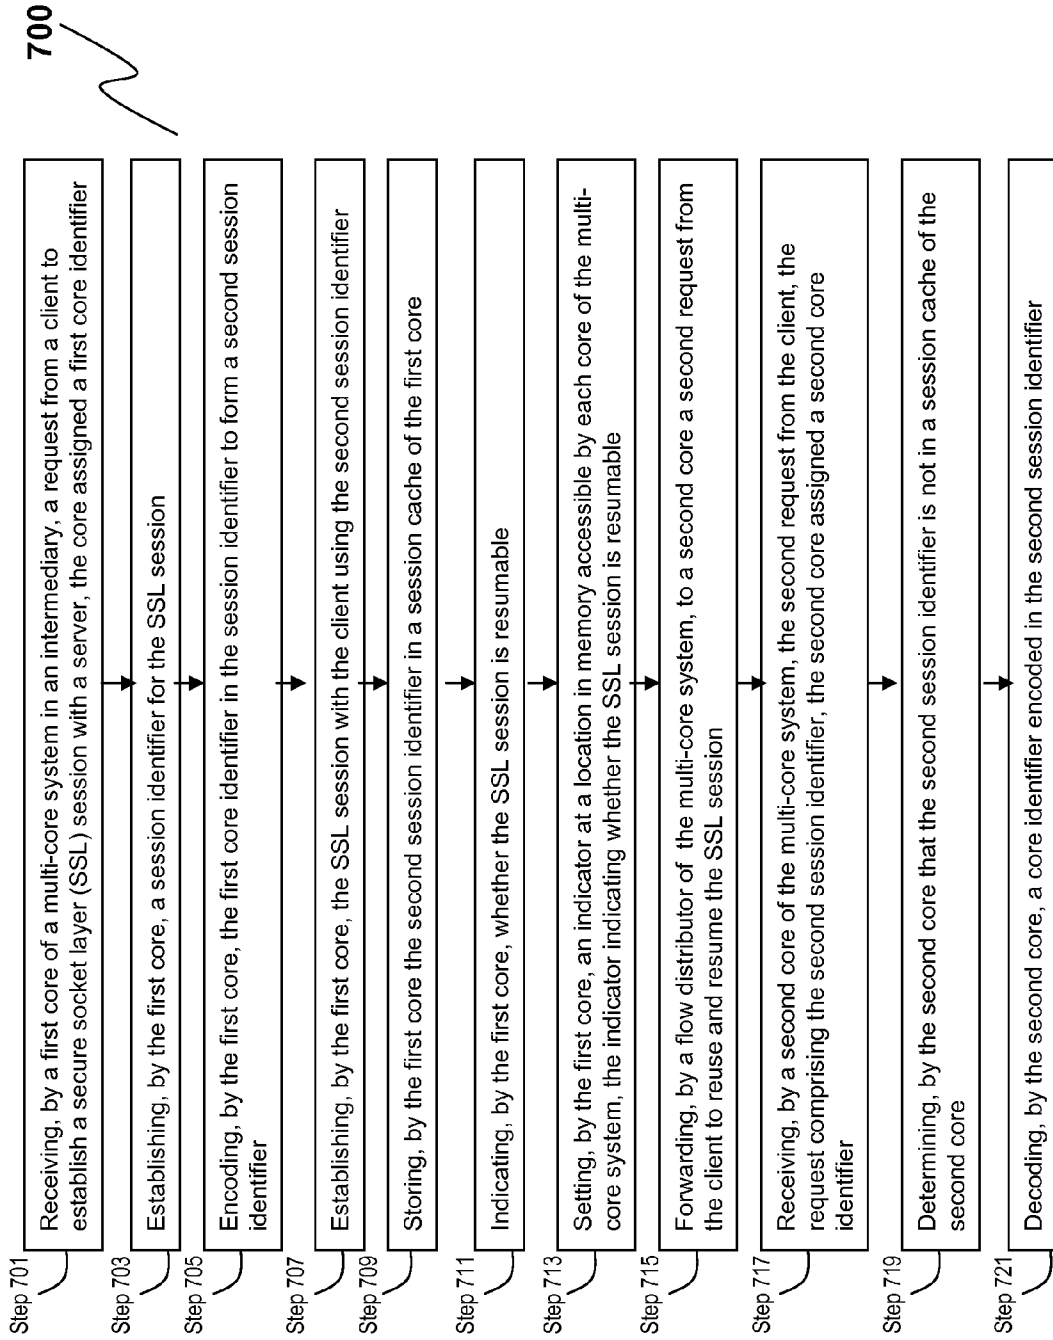 700
Step 701
Receiving, by a first core of a multi-core system in an intermediary, a request from a client to
establish a secure socket layer (SSL) session with a server, the core assigned a first core identifier
Step 703
Establishing, by the first core, a session identifier for the SSL session
Step 705
Encoding, by the first core, the first core identifier in the session identifier to form a second session
identifier
Step 707
Establishing, by the first core, the SSL session with the client using the second session identifier
Step 709
Storing, by the first core the second session identifier in a session cache of the first core
Step 711
Indicating, by the first core, whether the SSL session is resumable
Step 713
Setting, by the first core, an indicator at a location in memory accessible by each core of the multi-
core system, the indicator indicating whether the SSL session is resumable
Step 715
Forwarding, by a flow distributor of the multi-core system, to a second core a second request from
the client to reuse and resume the SSL session
Step 717
Receiving, by a second core of the multi-core system, the second request from the client, the
request comprising the second session identifier, the second core assigned a second core
identifier
Step 719
Determining, by the second core that the second session identifier is not in a session cache of the
second core
Step 721
Decoding, by the second core, a core identifier encoded in the second session identifier